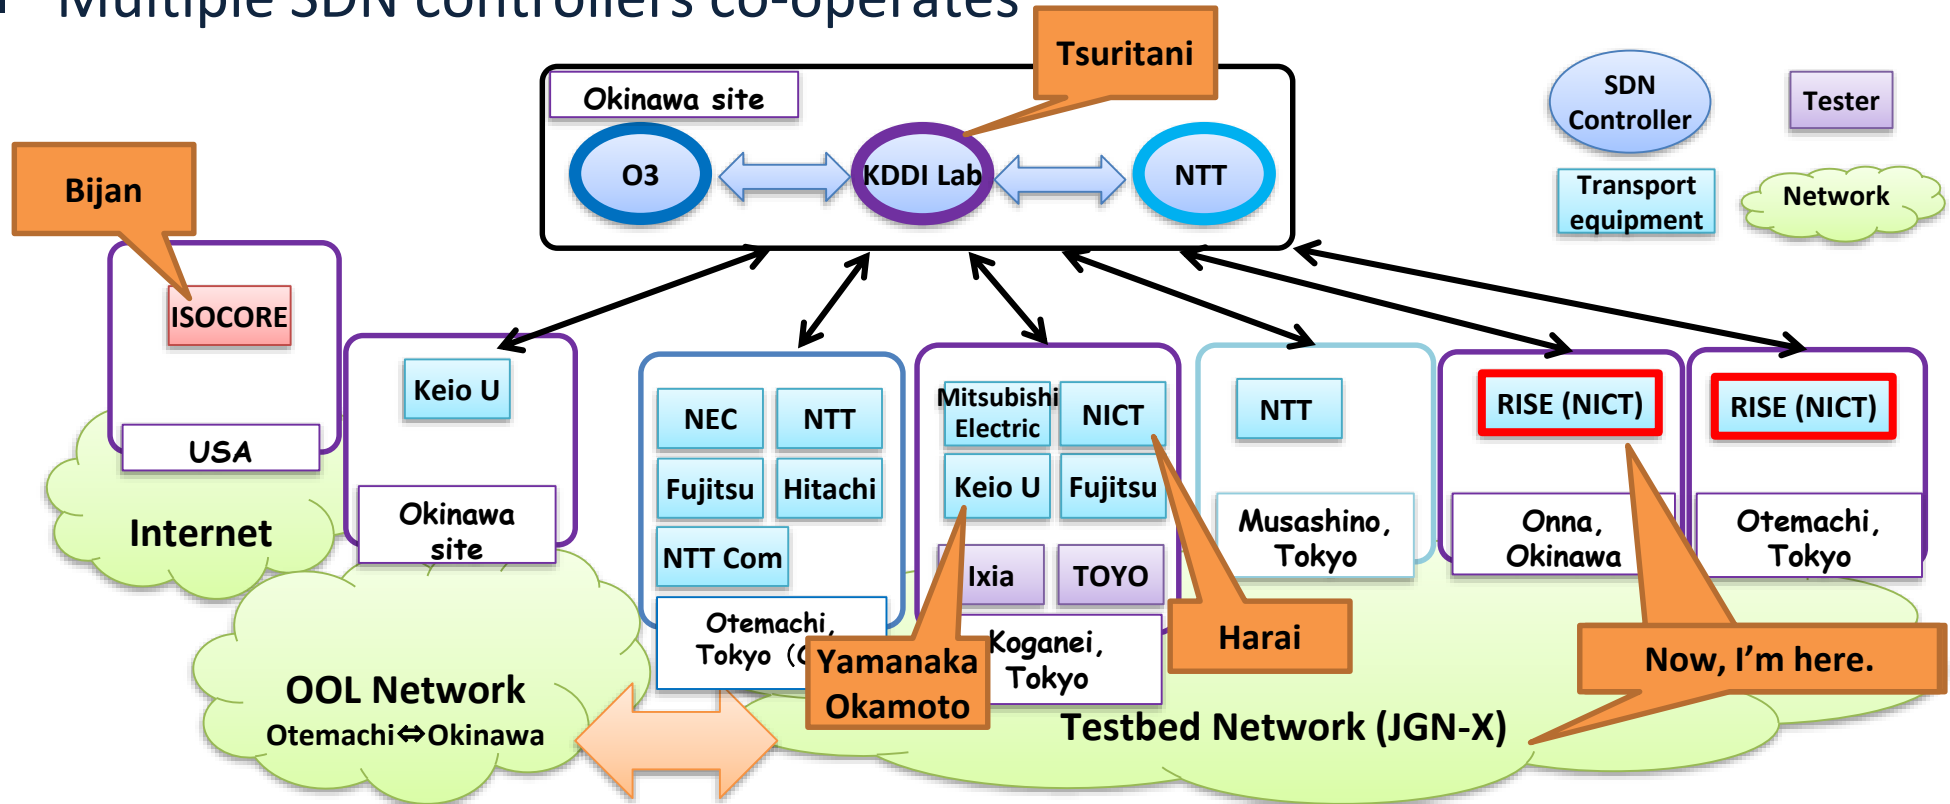 Multiple SDN controllers co-operates
Tsuritani
Okinawa site
O3
KDDI Lab
NTT
SDN
Controller
Tester
Transport
equipment
Network
Bijan
ISOCORE
USA
Internet
Keio U
Okinawa
site
NEC
NTT
Fujitsu
Hitachi
NTT Com
Otemachi,
Tokyo
Mitsubishi
Electric
NICT
Keio U
Fujitsu
Ixia
TOYO
Koganei,
Tokyo
NTT
Musashino,
Tokyo
RISE (NICT)
Onna,
Okinawa
RISE (NICT)
Otemachi,
Tokyo
Yamanaka
Okamoto
Harai
Now, I’m here.
OOL Network
Otemachi⇔Okinawa
Testbed Network (JGN-X)